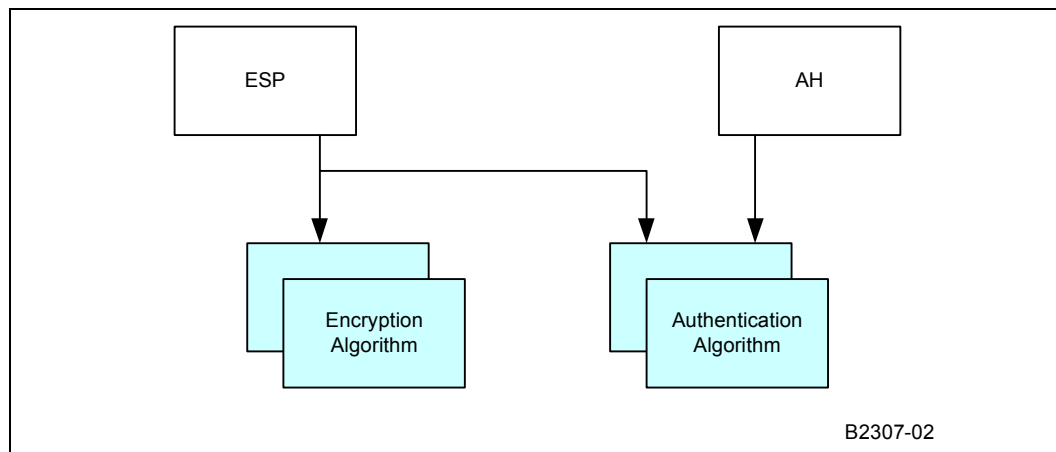 ESP
AH
Encryption
Algorithm
Authentication
Algorithm
B2307-02